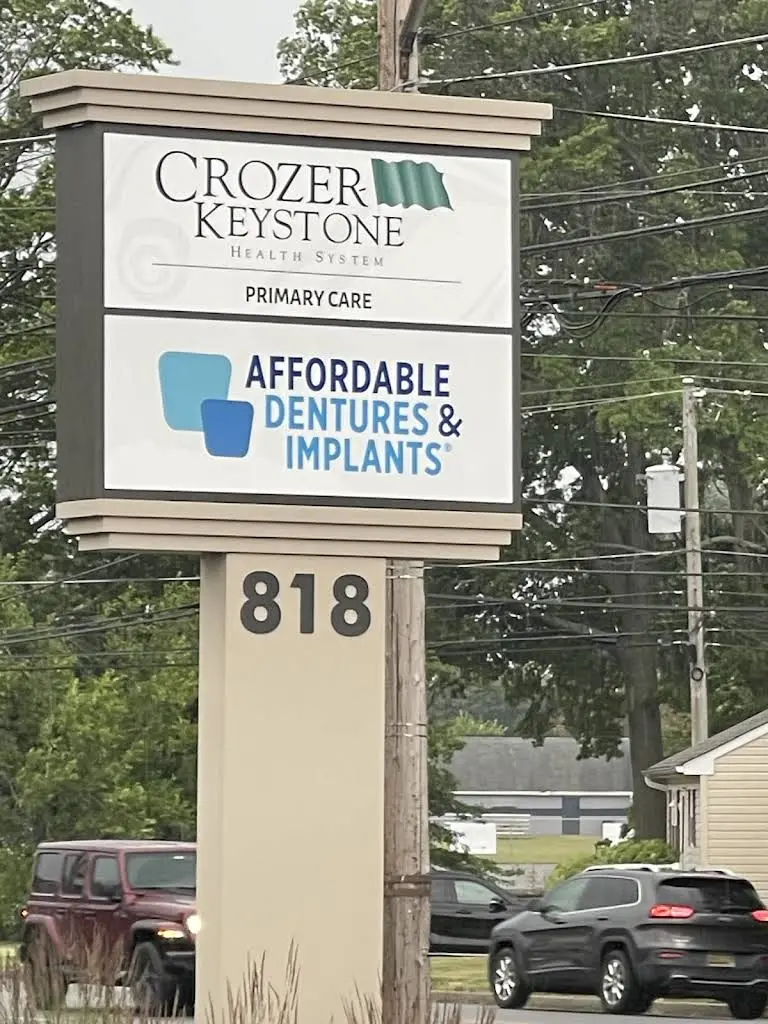 CROZER-
KEYSTONE
HEALTH SYSTEM
PRIMARY CARE
AFFORDABLE
DENTURES &
IMPLANTS®
818